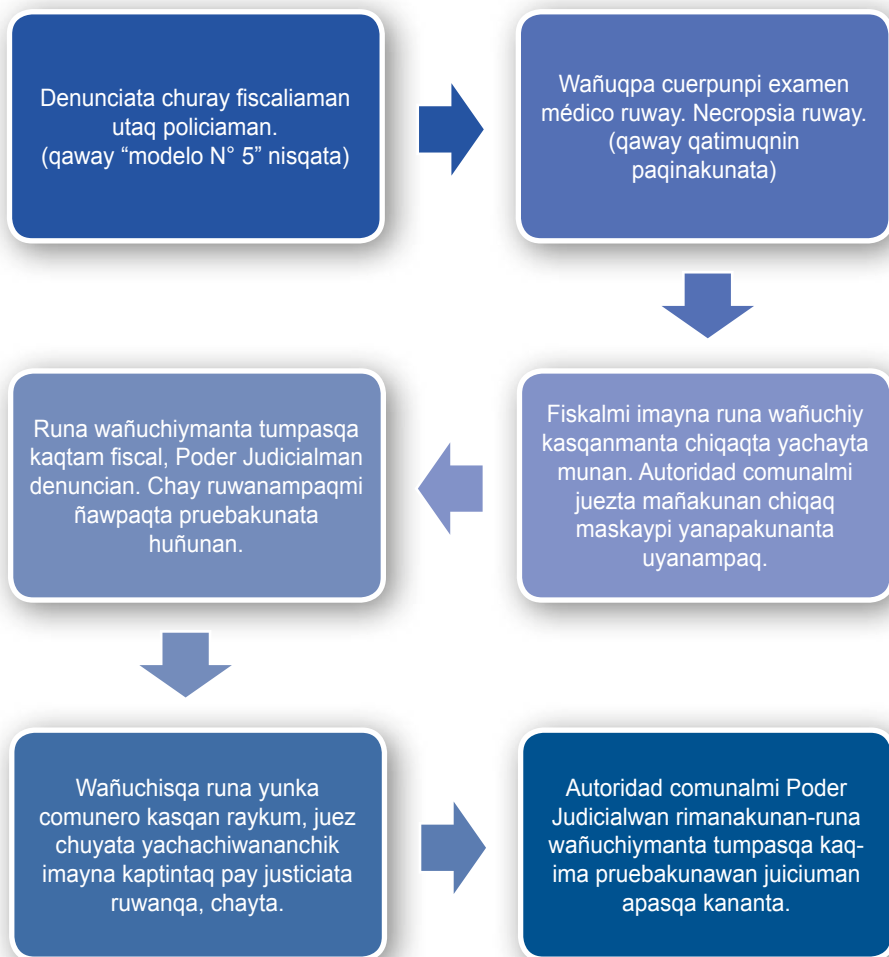 Denunciata churay fiscaliaman
utaq policiaman.
(qaway “modelo N° 5” nisqata)
Wañuqpa cuerpunpi examen
médico ruway. Necropsia ruway.
(qaway qatimuqnin
paqinakunata)
Fiskalmi imayna runa wañuchiy
kasqanmanta chiqaqta yachayta
munan. Autoridad comunalmi
juezta mañakunan chiqaq
maskaypi yanapakunanta
uyanampaq.
Runa wañuchiymanta tumpasqa
kaqtam fiscal, Poder Judicialman
denuncian. Chay ruwanampaqmi
ñawpaqta pruebakunata
huñunan.
Wañuchisqa runa yunka
comunero kasqan raykum, juez
chuyata yachachiwananchik
imayna kaptintaq pay justiciata
ruwanqa, chayta.
Autoridad comunalmi Poder
Judicialwan rimanakunan-runa
wañuchiymanta tumpasqa kaq-
ima pruebakunawan juiciuman
apasqa kananta.